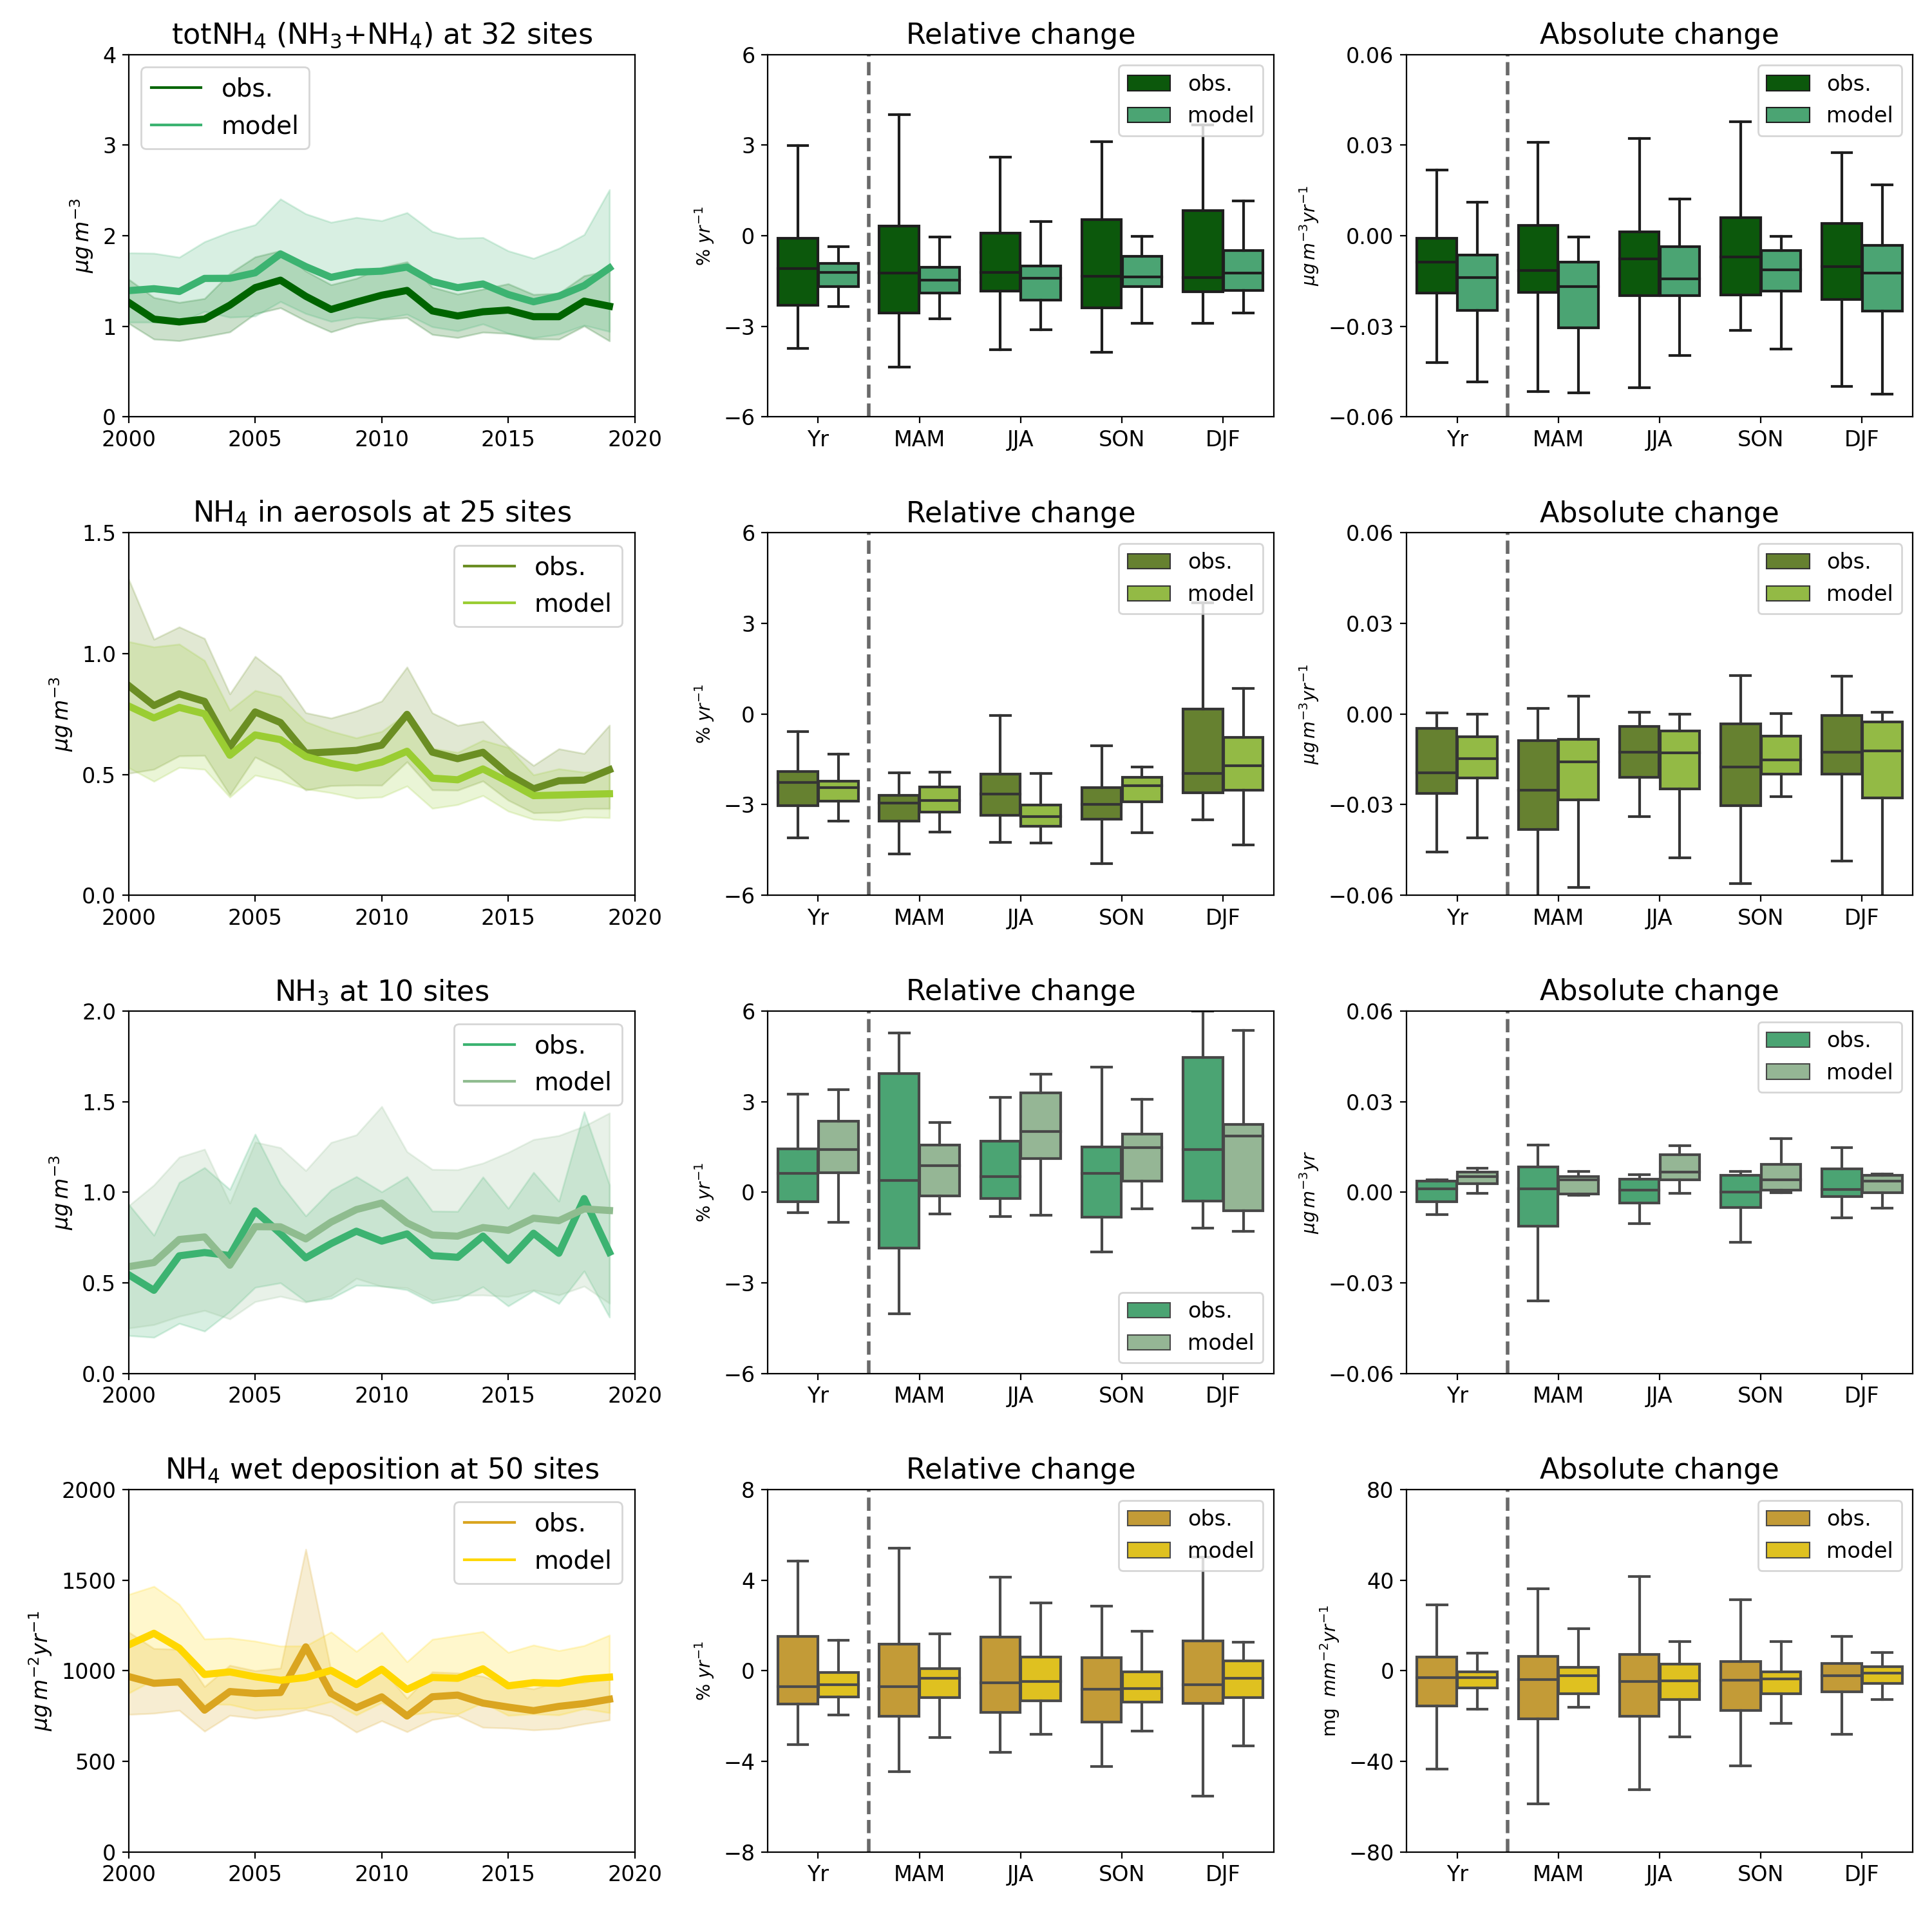 totNH₄ (NH₃+NH₄) at 32 sites
4
3
2
1
0
μg m⁻³
obs.
model
2000 2005 2010 2015 2020
Relative change
6
3
0
−3
−6
% yr⁻¹
obs.
model
Yr MAM JJA SON DJF
Absolute change
0.06
0.03
0.00
−0.03
−0.06
μg m⁻³yr⁻¹
obs.
model
Yr MAM JJA SON DJF
NH₄ in aerosols at 25 sites
1.5
1.0
0.5
0.0
μg m⁻³
obs.
model
2000 2005 2010 2015 2020
Relative change
6
3
0
−3
−6
% yr⁻¹
obs.
model
Yr MAM JJA SON DJF
Absolute change
0.06
0.03
0.00
−0.03
−0.06
μg m⁻³yr⁻¹
obs.
model
Yr MAM JJA SON DJF
NH₃ at 10 sites
2.0
1.5
1.0
0.5
0.0
μg m⁻³
obs.
model
2000 2005 2010 2015 2020
Relative change
6
3
0
−3
−6
% yr⁻¹
obs.
model
Yr MAM JJA SON DJF
Absolute change
0.06
0.03
0.00
−0.03
−0.06
μg m⁻³yr
obs.
model
Yr MAM JJA SON DJF
NH₄ wet deposition at 50 sites
2000
1500
1000
500
0
μg m⁻²yr⁻¹
obs.
model
2000 2005 2010 2015 2020
Relative change
8
4
0
−4
−8
% yr⁻¹
obs.
model
Yr MAM JJA SON DJF
Absolute change
80
40
0
−40
−80
mg mm⁻²yr⁻¹
obs.
model
Yr MAM JJA SON DJF